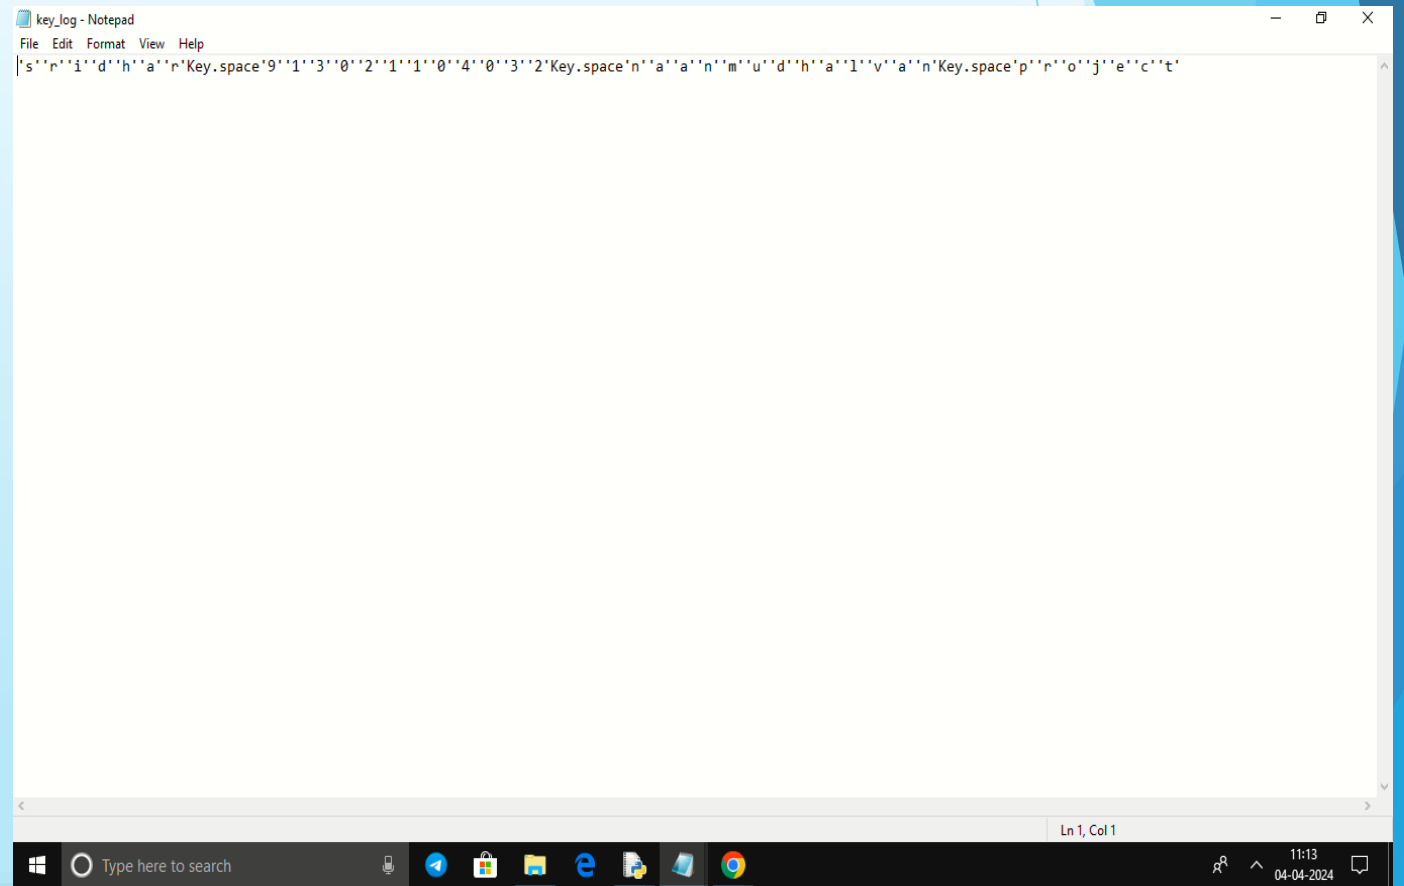 key_log - Notepad
File Edit Format View Help
's''r''i''d''h''a''r'Key.space'9''1''3''0''2''1''1''0''4''0''3''2'Key.space'n''a''a''n''m''u''d''h''a''l''v''a''n'Key.space'p''r''o''j''e''c''t'
Ln 1, Col 1
Type here to search
11:13
04-04-2024